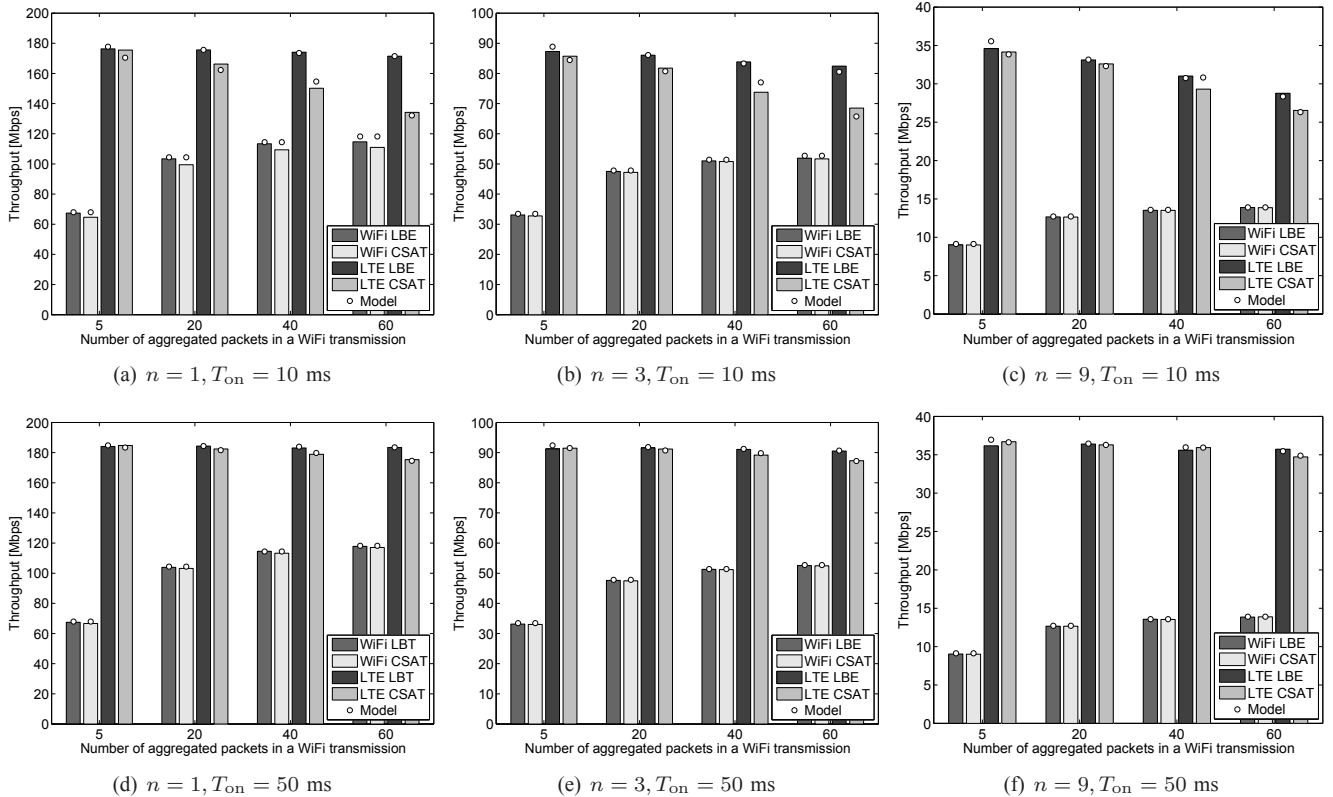 200
180
160
140
120
100
80
60
40
20
0
Throughput [Mbps]
5
20
40
60
Number of aggregated packets in a WiFi transmission
WiFi LBE
WiFi CSAT
LTE LBE
LTE CSAT
Model
(a) n = 1, Ton = 10 ms
100
90
80
70
60
50
40
30
20
10
0
Throughput [Mbps]
5
20
40
60
Number of aggregated packets in a WiFi transmission
WiFi LBE
WiFi CSAT
LTE LBE
LTE CSAT
Model
(b) n = 3, Ton = 10 ms
40
35
30
25
20
15
10
5
0
Throughput [Mbps]
5
20
40
60
Number of aggregated packets in a WiFi transmission
WiFi LBE
WiFi CSAT
LTE LBE
LTE CSAT
Model
(c) n = 9, Ton = 10 ms
200
180
160
140
120
100
80
60
40
20
0
Throughput [Mbps]
5
20
40
60
Number of aggregated packets in a WiFi transmission
WiFi LBT
WiFi CSAT
LTE LBT
LTE CSAT
Model
(d) n = 1, Ton = 50 ms
100
90
80
70
60
50
40
30
20
10
0
Throughput [Mbps]
5
20
40
60
Number of aggregated packets in a WiFi transmission
WiFi LBE
WiFi CSAT
LTE LBE
LTE CSAT
Model
(e) n = 3, Ton = 50 ms
40
35
30
25
20
15
10
5
0
Throughput [Mbps]
5
20
40
60
Number of aggregated packets in a WiFi transmission
WiFi LBE
WiFi CSAT
LTE LBE
LTE CSAT
Model
(f) n = 9, Ton = 50 ms